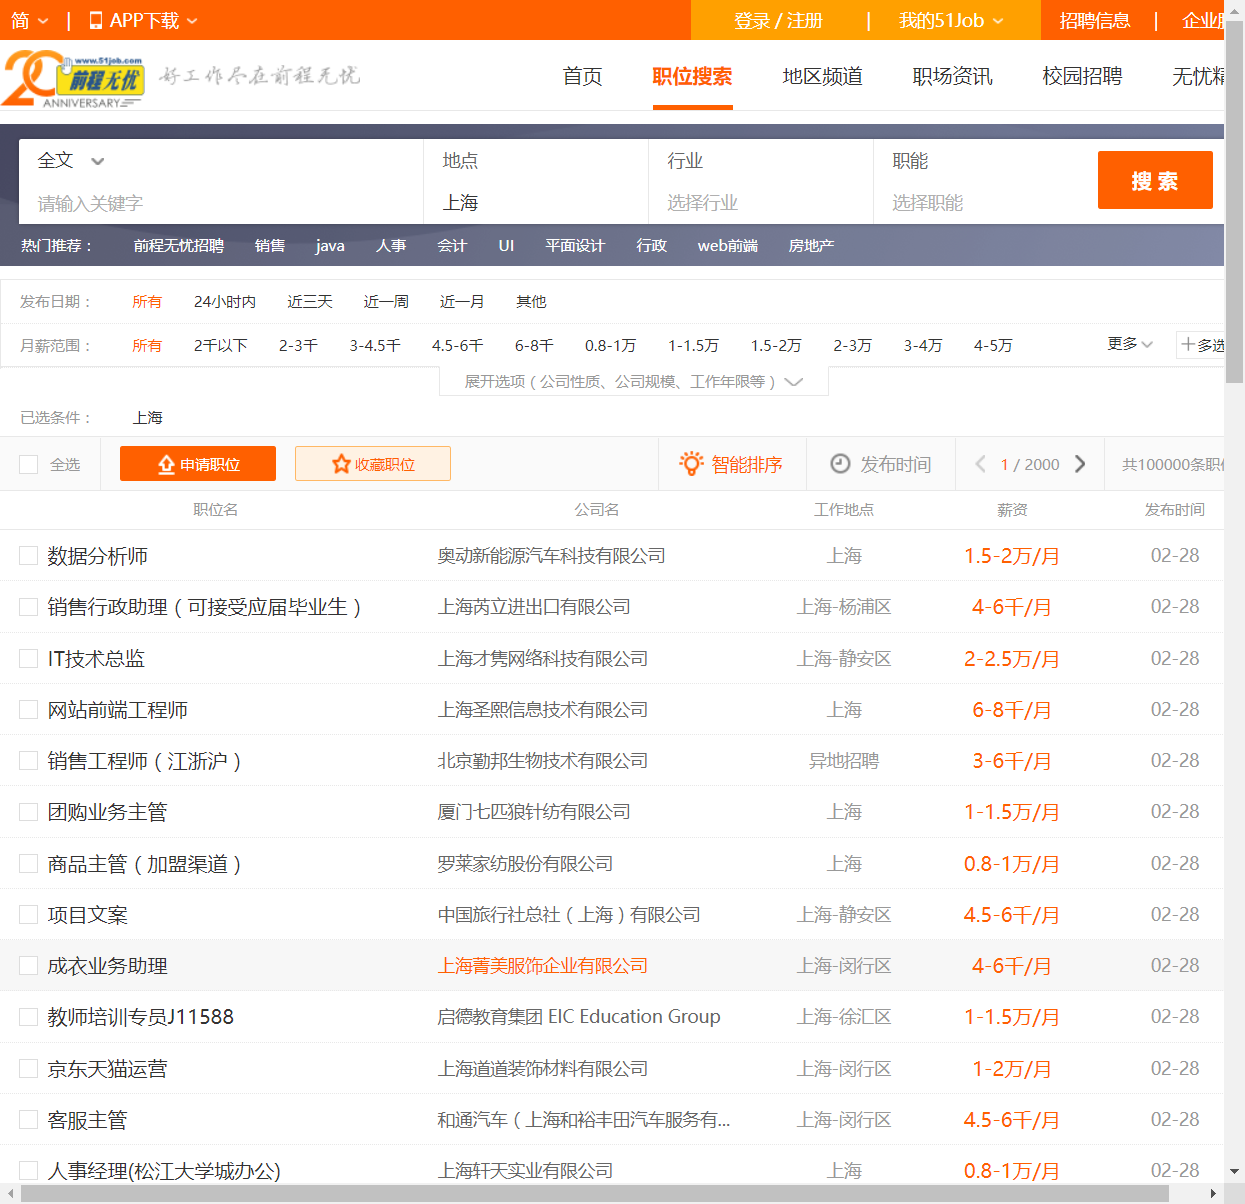 简 | APP下载 登录 / 注册 | 我的51Job 招聘信息 | 企业
www.51job.com
前程无忧
ANNIVERSARY
好工作尽在前程无忧
首页 职位搜索 地区频道 职场资讯 校园招聘 无忧精
全文 地点 行业 职能 搜索
请输入关键字 上海 选择行业 选择职能
热门推荐： 前程无忧招聘 销售 java 人事 会计 UI 平面设计 行政 web前端 房地产
发布日期： 所有 24小时内 近三天 近一周 近一月 其他
月薪范围： 所有 2千以下 2-3千 3-4.5千 4.5-6千 6-8千 0.8-1万 1-1.5万 1.5-2万 2-3万 3-4万 4-5万 更多 多选
展开选项（公司性质、公司规模、工作年限等）
已选条件： 上海
全选 申请职位 收藏职位 智能排序 发布时间 1 / 2000 共100000条职位
职位名 公司名 工作地点 薪资 发布时间
数据分析师 奥动新能源汽车科技有限公司 上海 1.5-2万/月 02-28
销售行政助理（可接受应届毕业生） 上海芮立进出口有限公司 上海-杨浦区 4-6千/月 02-28
IT技术总监 上海才隽网络科技有限公司 上海-静安区 2-2.5万/月 02-28
网站前端工程师 上海圣熙信息技术有限公司 上海 6-8千/月 02-28
销售工程师（江浙沪） 北京勤邦生物技术有限公司 异地招聘 3-6千/月 02-28
团购业务主管 厦门七匹狼针纺有限公司 上海 1-1.5万/月 02-28
商品主管（加盟渠道） 罗莱家纺股份有限公司 上海 0.8-1万/月 02-28
项目文案 中国旅行社总社（上海）有限公司 上海-静安区 4.5-6千/月 02-28
成衣业务助理 上海菁美服饰企业有限公司 上海-闵行区 4-6千/月 02-28
教师培训专员J11588 启德教育集团 EIC Education Group 上海-徐汇区 1-1.5万/月 02-28
京东天猫运营 上海道道装饰材料有限公司 上海-闵行区 1-2万/月 02-28
客服主管 和通汽车（上海和裕丰田汽车服务有... 上海-闵行区 4.5-6千/月 02-28
人事经理(松江大学城办公) 上海轩天实业有限公司 上海 0.8-1万/月 02-28